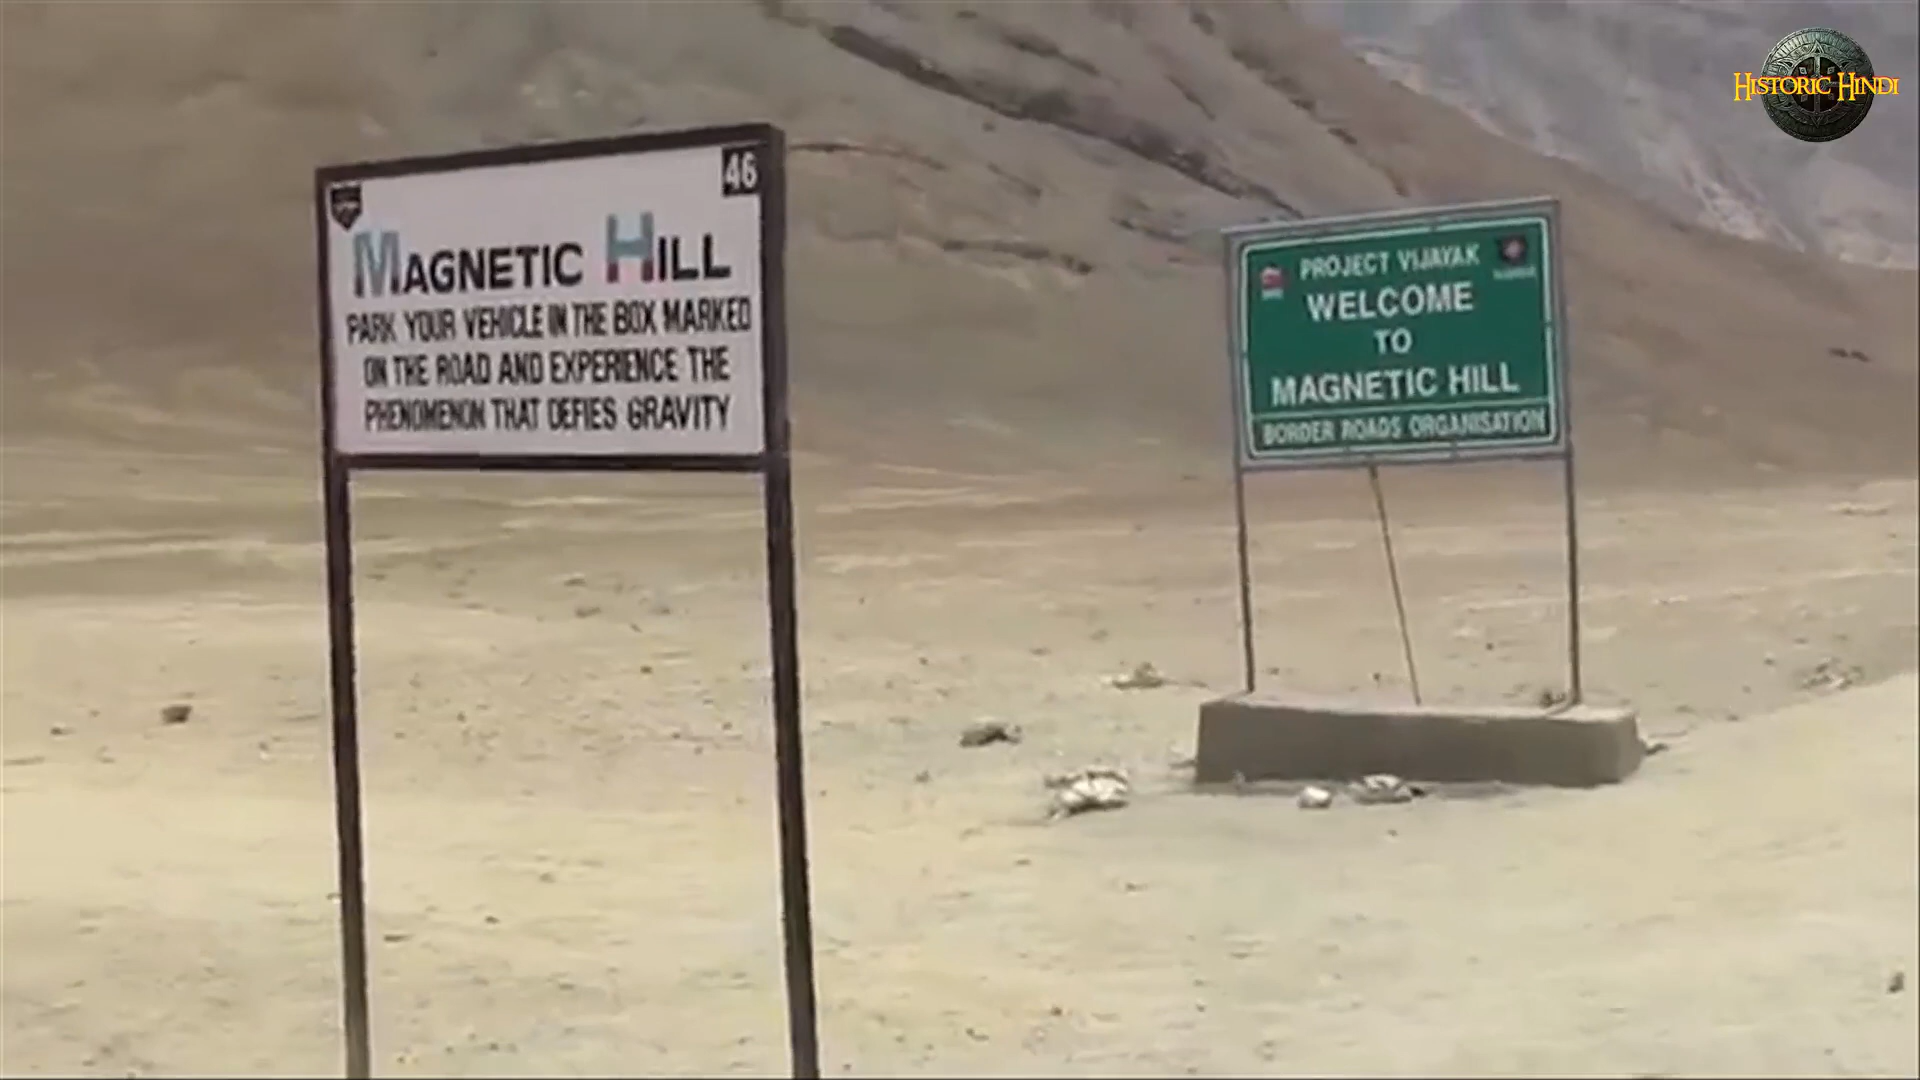 46
MAGNETIC HILL
PARK YOUR VEHICLE IN THE BOX MARKED
ON THE ROAD AND EXPERIENCE THE
PHENOMENON THAT DEFIES GRAVITY
PROJECT VIJAYAK
WELCOME
TO
MAGNETIC HILL
BORDER ROADS ORGANISATION
HISTORIC HINDI